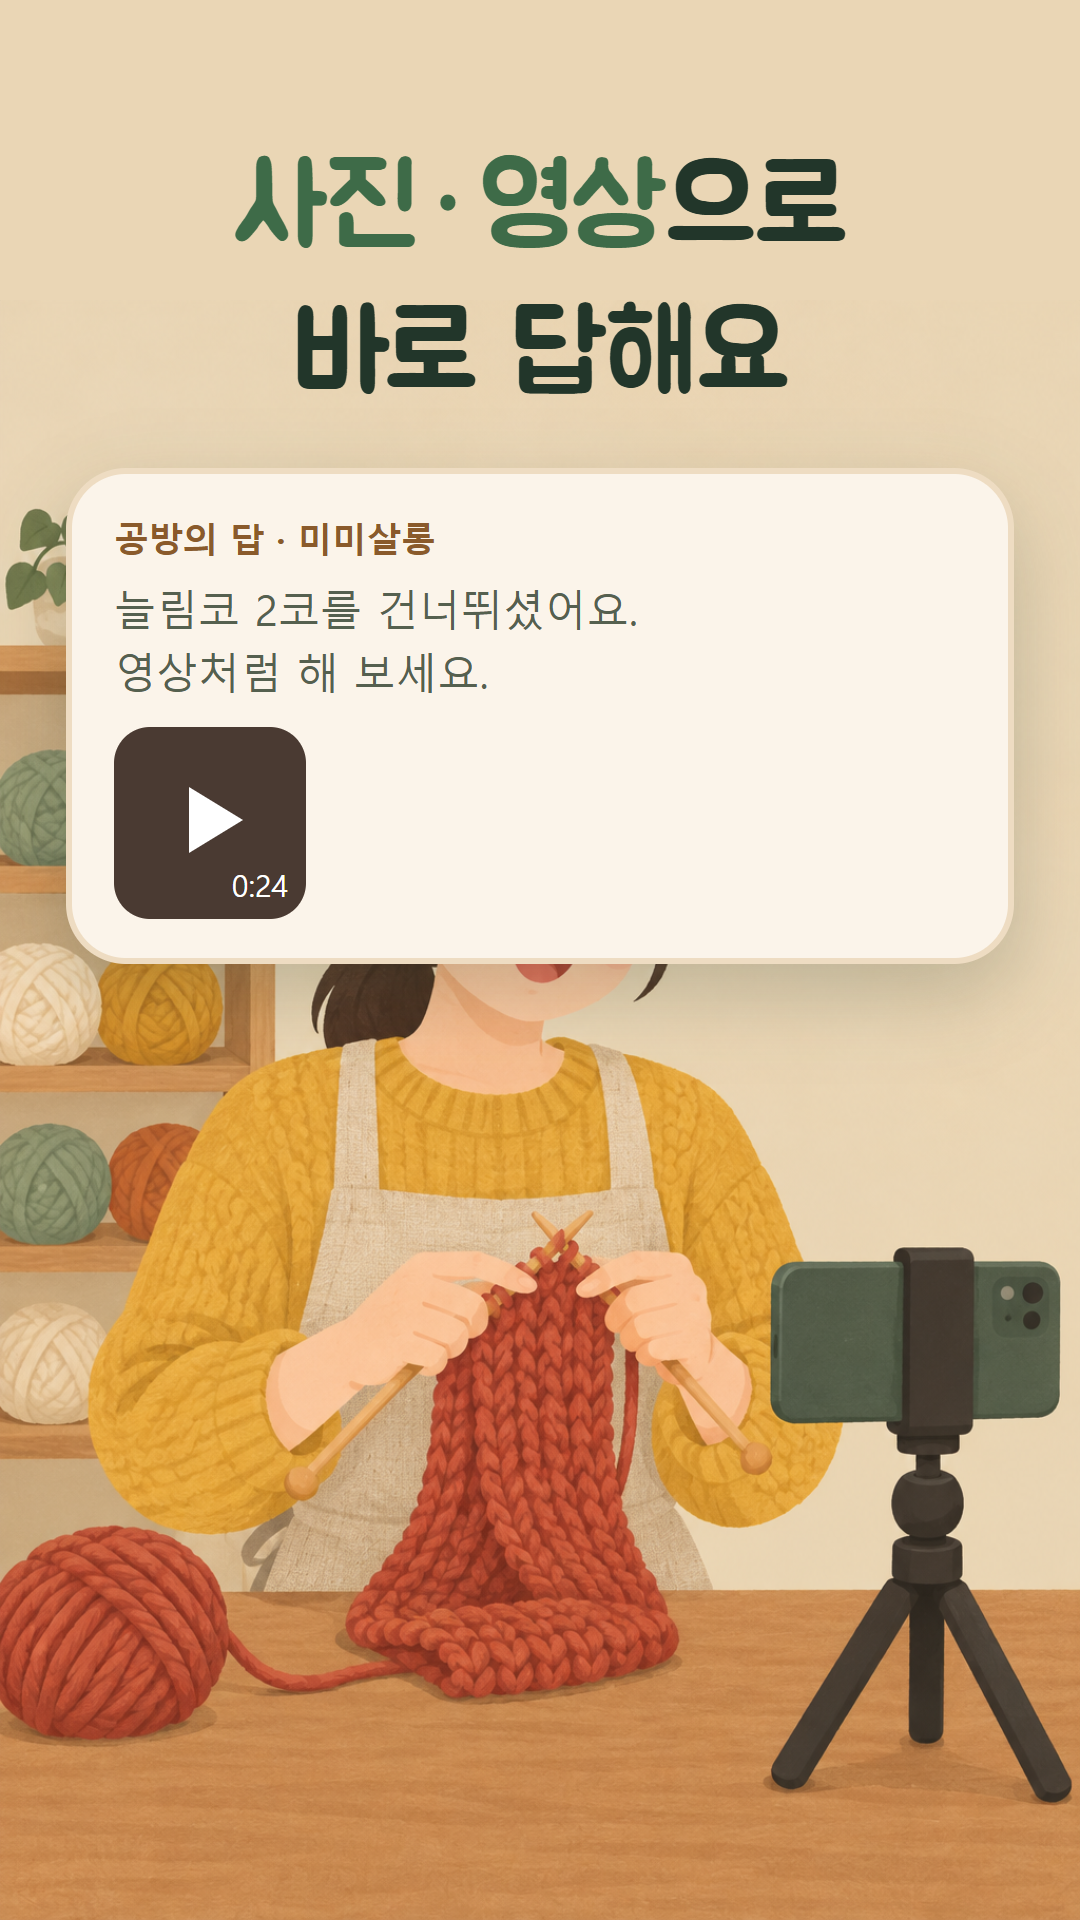 사진·영상으로
바로 답해요
공방의 답 · 미미살롱
늘림코 2코를 건너뛰셨어요.
영상처럼 해 보세요.
0:24